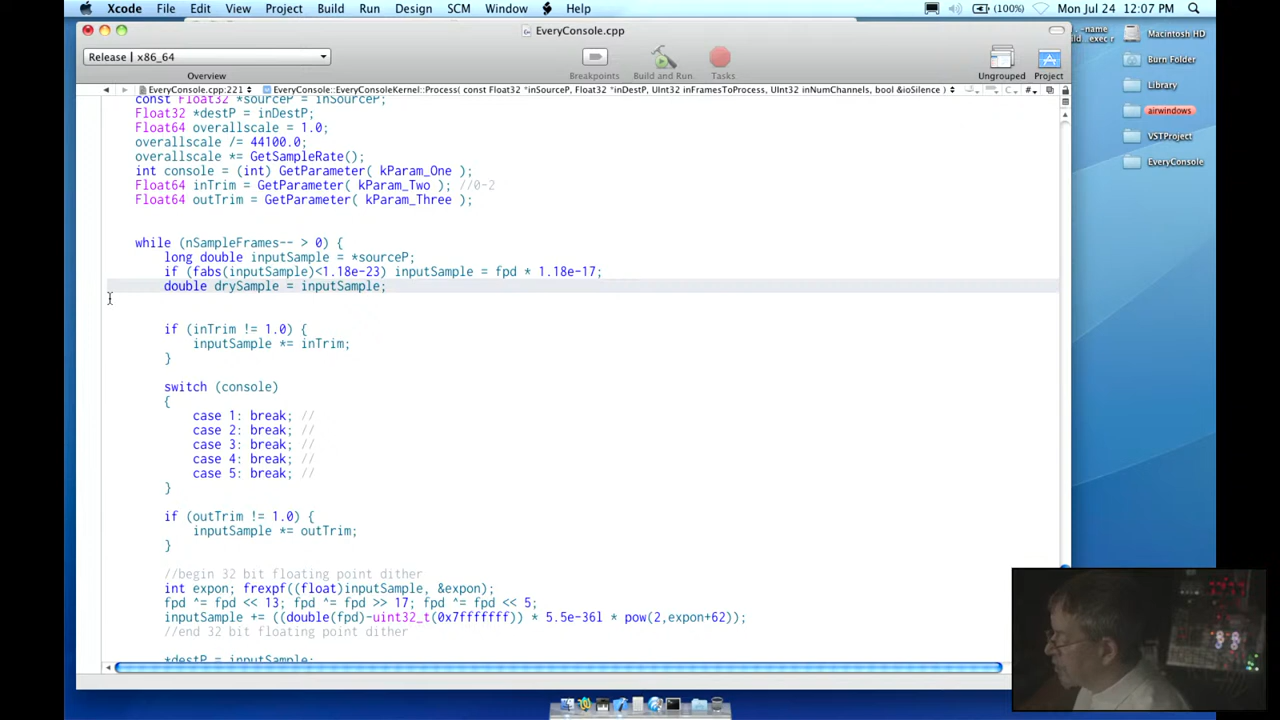 Xcode File Edit View Project Build Run Design SCM Window Help (100%) Mon Jul 24 12:07 PM
EveryConsole.cpp
Release | x86_64
Overview Breakpoints Build and Run Tasks Ungrouped Project
EveryConsole.cpp:221 EveryConsole::EveryConsoleKernel::Process( const Float32 *inSourceP, Float32 *inDestP, UInt32 inFramesToProcess, UInt32 inNumChannels, bool &ioSilence )
const Float32 *sourceP = inSourceP;
Float32 *destP = inDestP;
Float64 overallscale = 1.0;
overallscale /= 44100.0;
overallscale *= GetSampleRate();
int console = (int) GetParameter( kParam_One );
Float64 inTrim = GetParameter( kParam_Two ); //0-2
Float64 outTrim = GetParameter( kParam_Three );
while (nSampleFrames-- > 0) {
long double inputSample = *sourceP;
if (fabs(inputSample)<1.18e-23) inputSample = fpd * 1.18e-17;
double drySample = inputSample;
if (inTrim != 1.0) {
inputSample *= inTrim;
}
switch (console)
{
case 1: break; //
case 2: break; //
case 3: break; //
case 4: break; //
case 5: break; //
}
if (outTrim != 1.0) {
inputSample *= outTrim;
}
//begin 32 bit floating point dither
int expon; frexpf((float)inputSample, &expon);
fpd ^= fpd << 13; fpd ^= fpd >> 17; fpd ^= fpd << 5;
inputSample += ((double(fpd)-uint32_t(0x7fffffff)) * 5.5e-36l * pow(2,expon+62));
//end 32 bit floating point dither
*destP = inputSample;
-name
Macintosh HD
Burn Folder
Library
airwindows
VSTProject
EveryConsole